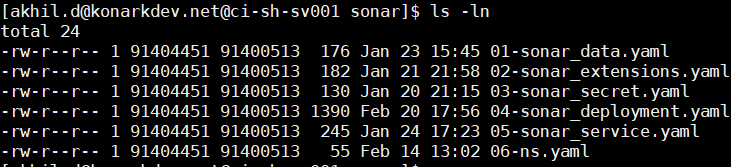 [akhil.d@konarkdev.net@ci-sh-sv001 sonar]$ ls -ln
total 24
-rw-r--r-- 1 91404451 91400513  176 Jan 23 15:45 01-sonar_data.yaml
-rw-r--r-- 1 91404451 91400513  182 Jan 21 21:58 02-sonar_extensions.yaml
-rw-r--r-- 1 91404451 91400513  130 Jan 20 21:15 03-sonar_secret.yaml
-rw-r--r-- 1 91404451 91400513 1390 Feb 20 17:56 04-sonar_deployment.yaml
-rw-r--r-- 1 91404451 91400513  245 Jan 24 17:23 05-sonar_service.yaml
-rw-r--r-- 1 91404451 91400513   55 Feb 14 13:02 06-ns.yaml